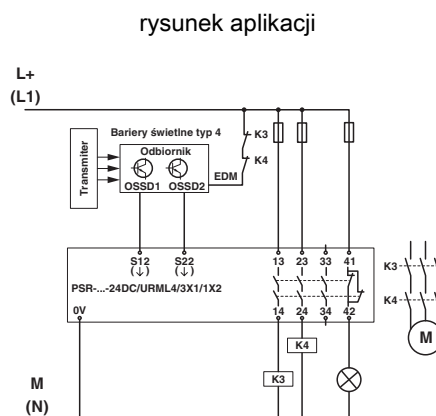 rysunek aplikacji
L+
(L1)
Bariery świetlne typ 4
Transmiter
Odbiornik
OSSD1 OSSD2
EDM
K3
K4
S12 S22 13 23 33 41
(↓) (↓)
PSR-...-24DC/URML4/3X1/1X2
0V 14 24 34 42
K3
K4
M
K4
K3
M
(N)